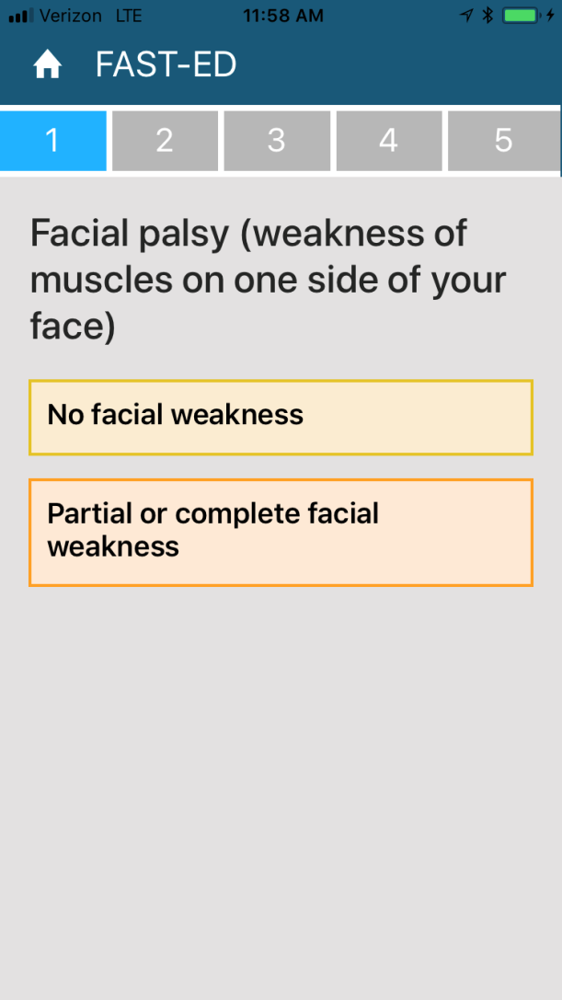 Verizon LTE 11:58 AM
FAST-ED
1 2 3 4 5
Facial palsy (weakness of
muscles on one side of your
face)
No facial weakness
Partial or complete facial
weakness